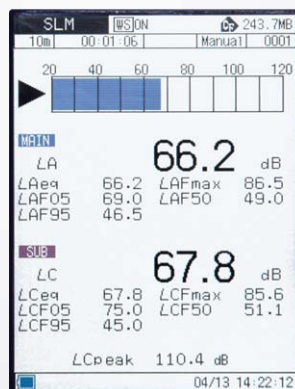 SLM WS ON 243.7MB
10m 00:01:06 Manual 0001
20 40 60 80 100 120
MAIN
LA 66.2 dB
LAeq 66.2 LAFmax 86.5
LAF05 69.0 LAF50 49.0
LAF95 46.5
SUB
LC 67.8 dB
LCeq 67.8 LCFmax 85.6
LCF05 75.0 LCF50 51.1
LCF95 45.0
LCpeak 110.4 dB
04/13 14:22:12